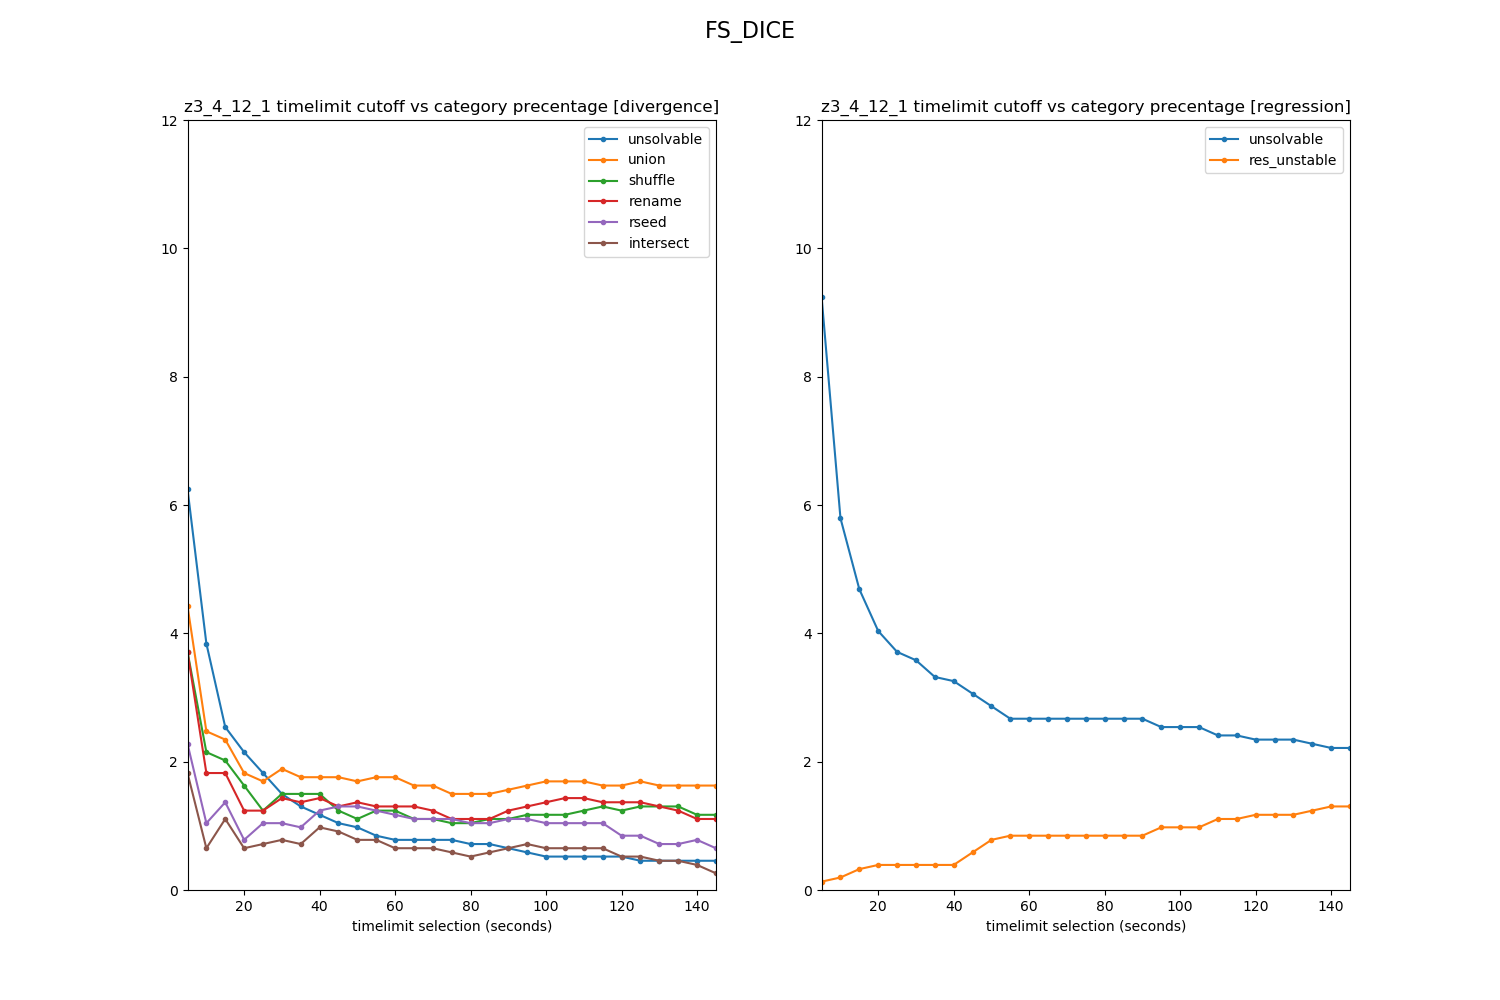 FS_DICE
z3_4_12_1 timelimit cutoff vs category precentage [divergence]
12
10
8
6
4
2
0
20 40 60 80 100 120 140
timelimit selection (seconds)
unsolvable
union
shuffle
rename
rseed
intersect
z3_4_12_1 timelimit cutoff vs category precentage [regression]
12
10
8
6
4
2
0
20 40 60 80 100 120 140
timelimit selection (seconds)
unsolvable
res_unstable